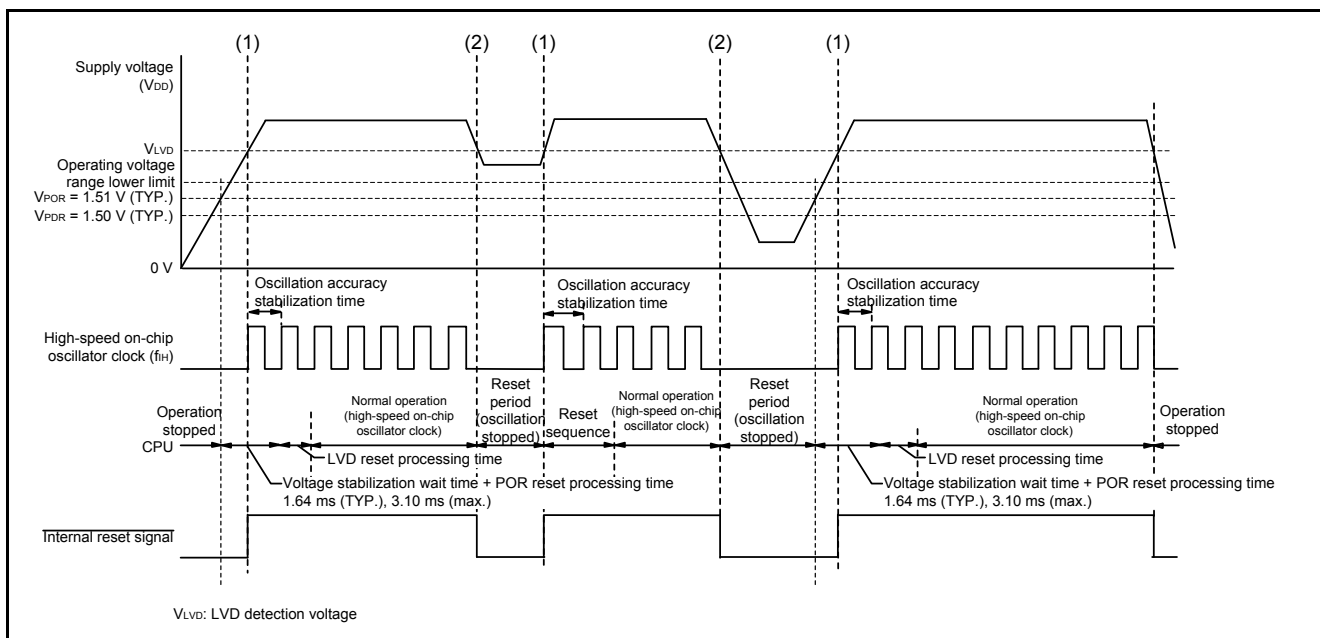 (1) (2) (1) (2) (1)
Supply voltage
(VDD)
VLVD
Operating voltage
range lower limit
VPOR = 1.51 V (TYP.)
VPDR = 1.50 V (TYP.)
0 V
Oscillation accuracy
stabilization time
Oscillation accuracy
stabilization time
Oscillation accuracy
stabilization time
High-speed on-chip
oscillator clock (fIH)
Operation
stopped
Normal operation
(high-speed on-chip
oscillator clock)
Reset
period
(oscillation
stopped)
Reset
sequence
Normal operation
(high-speed on-chip
oscillator clock)
Reset
period
(oscillation
stopped)
Normal operation
(high-speed on-chip
oscillator clock)
Operation
stopped
CPU
LVD reset processing time
LVD reset processing time
Voltage stabilization wait time + POR reset processing time
1.64 ms (TYP.), 3.10 ms (max.)
Voltage stabilization wait time + POR reset processing time
1.64 ms (TYP.), 3.10 ms (max.)
Internal reset signal
VLVD: LVD detection voltage